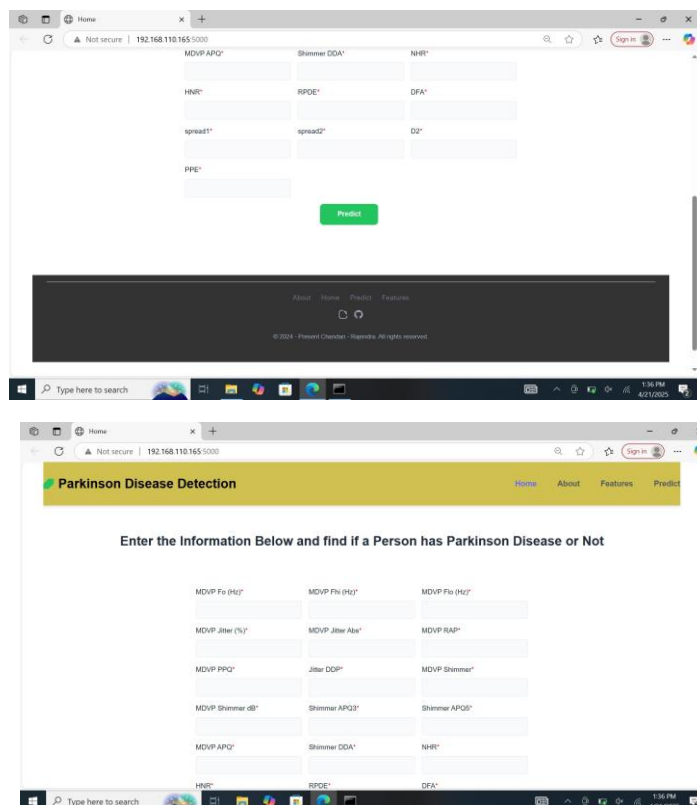 Home
Not secure | 192.168.110.165:5000
Sign in
MDVP APQ* Shimmer DDA* NHR*
HNR* RPDE* DFA*
spread1* spread2* D2*
PPE*
Predict
About Home Predict Features
© 2024 - Present Chandan - Rajendra. All rights reserved.
Type here to search
1:36 PM
4/21/2025
Home
Not secure | 192.168.110.165:5000
Sign in
Parkinson Disease Detection
Home About Features Predict
Enter the Information Below and find if a Person has Parkinson Disease or Not
MDVP Fo (Hz)* MDVP Fhi (Hz)* MDVP Flo (Hz)*
MDVP Jitter (%)* MDVP Jitter Abs* MDVP RAP*
MDVP PPQ* Jitter DDP* MDVP Shimmer*
MDVP Shimmer dB* Shimmer APQ3* Shimmer APQ5*
MDVP APQ* Shimmer DDA* NHR*
HNR* RPDE* DFA*
Type here to search
1:36 PM